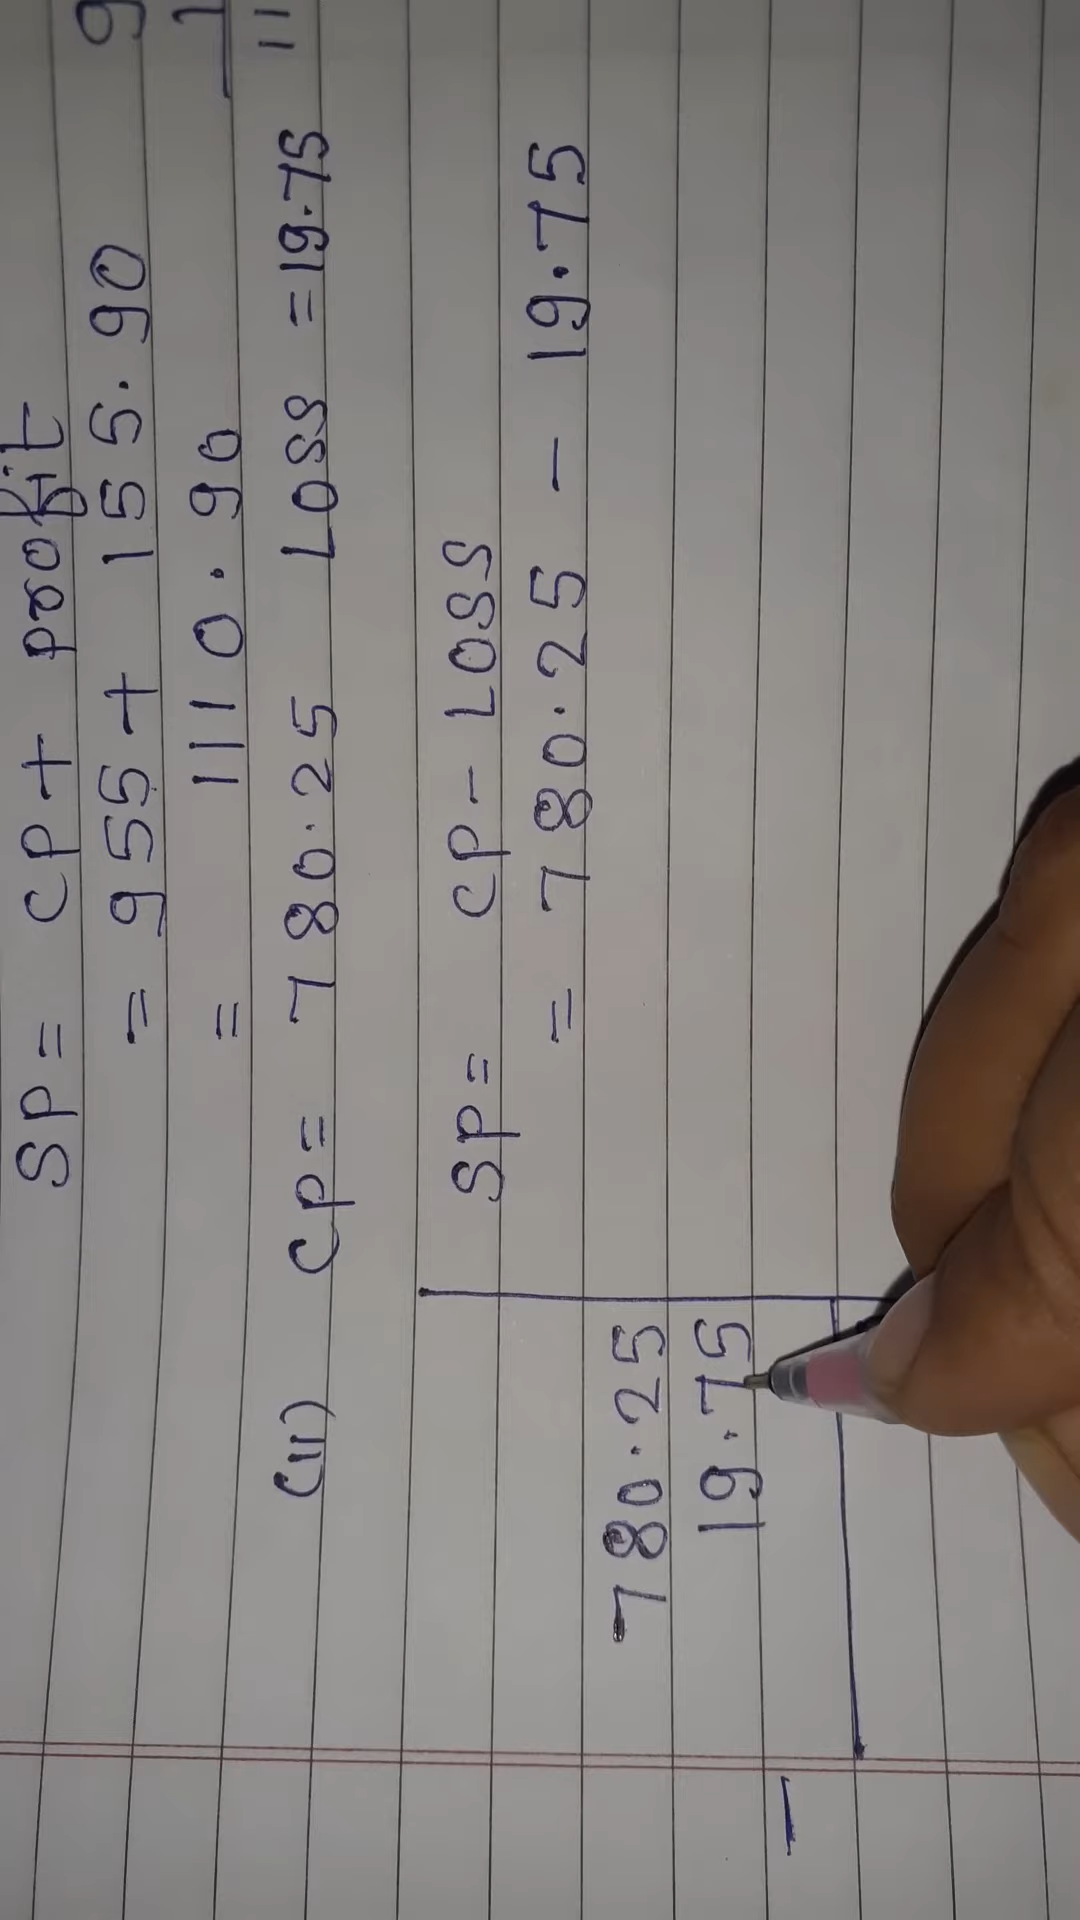 SP = CP + profit
= 955 + 155.90
= 1110.90
(ii) CP = 780.25 LOSS = 19.75
SP = CP - LOSS
= 780.25 - 19.75
780.25
19.75
-